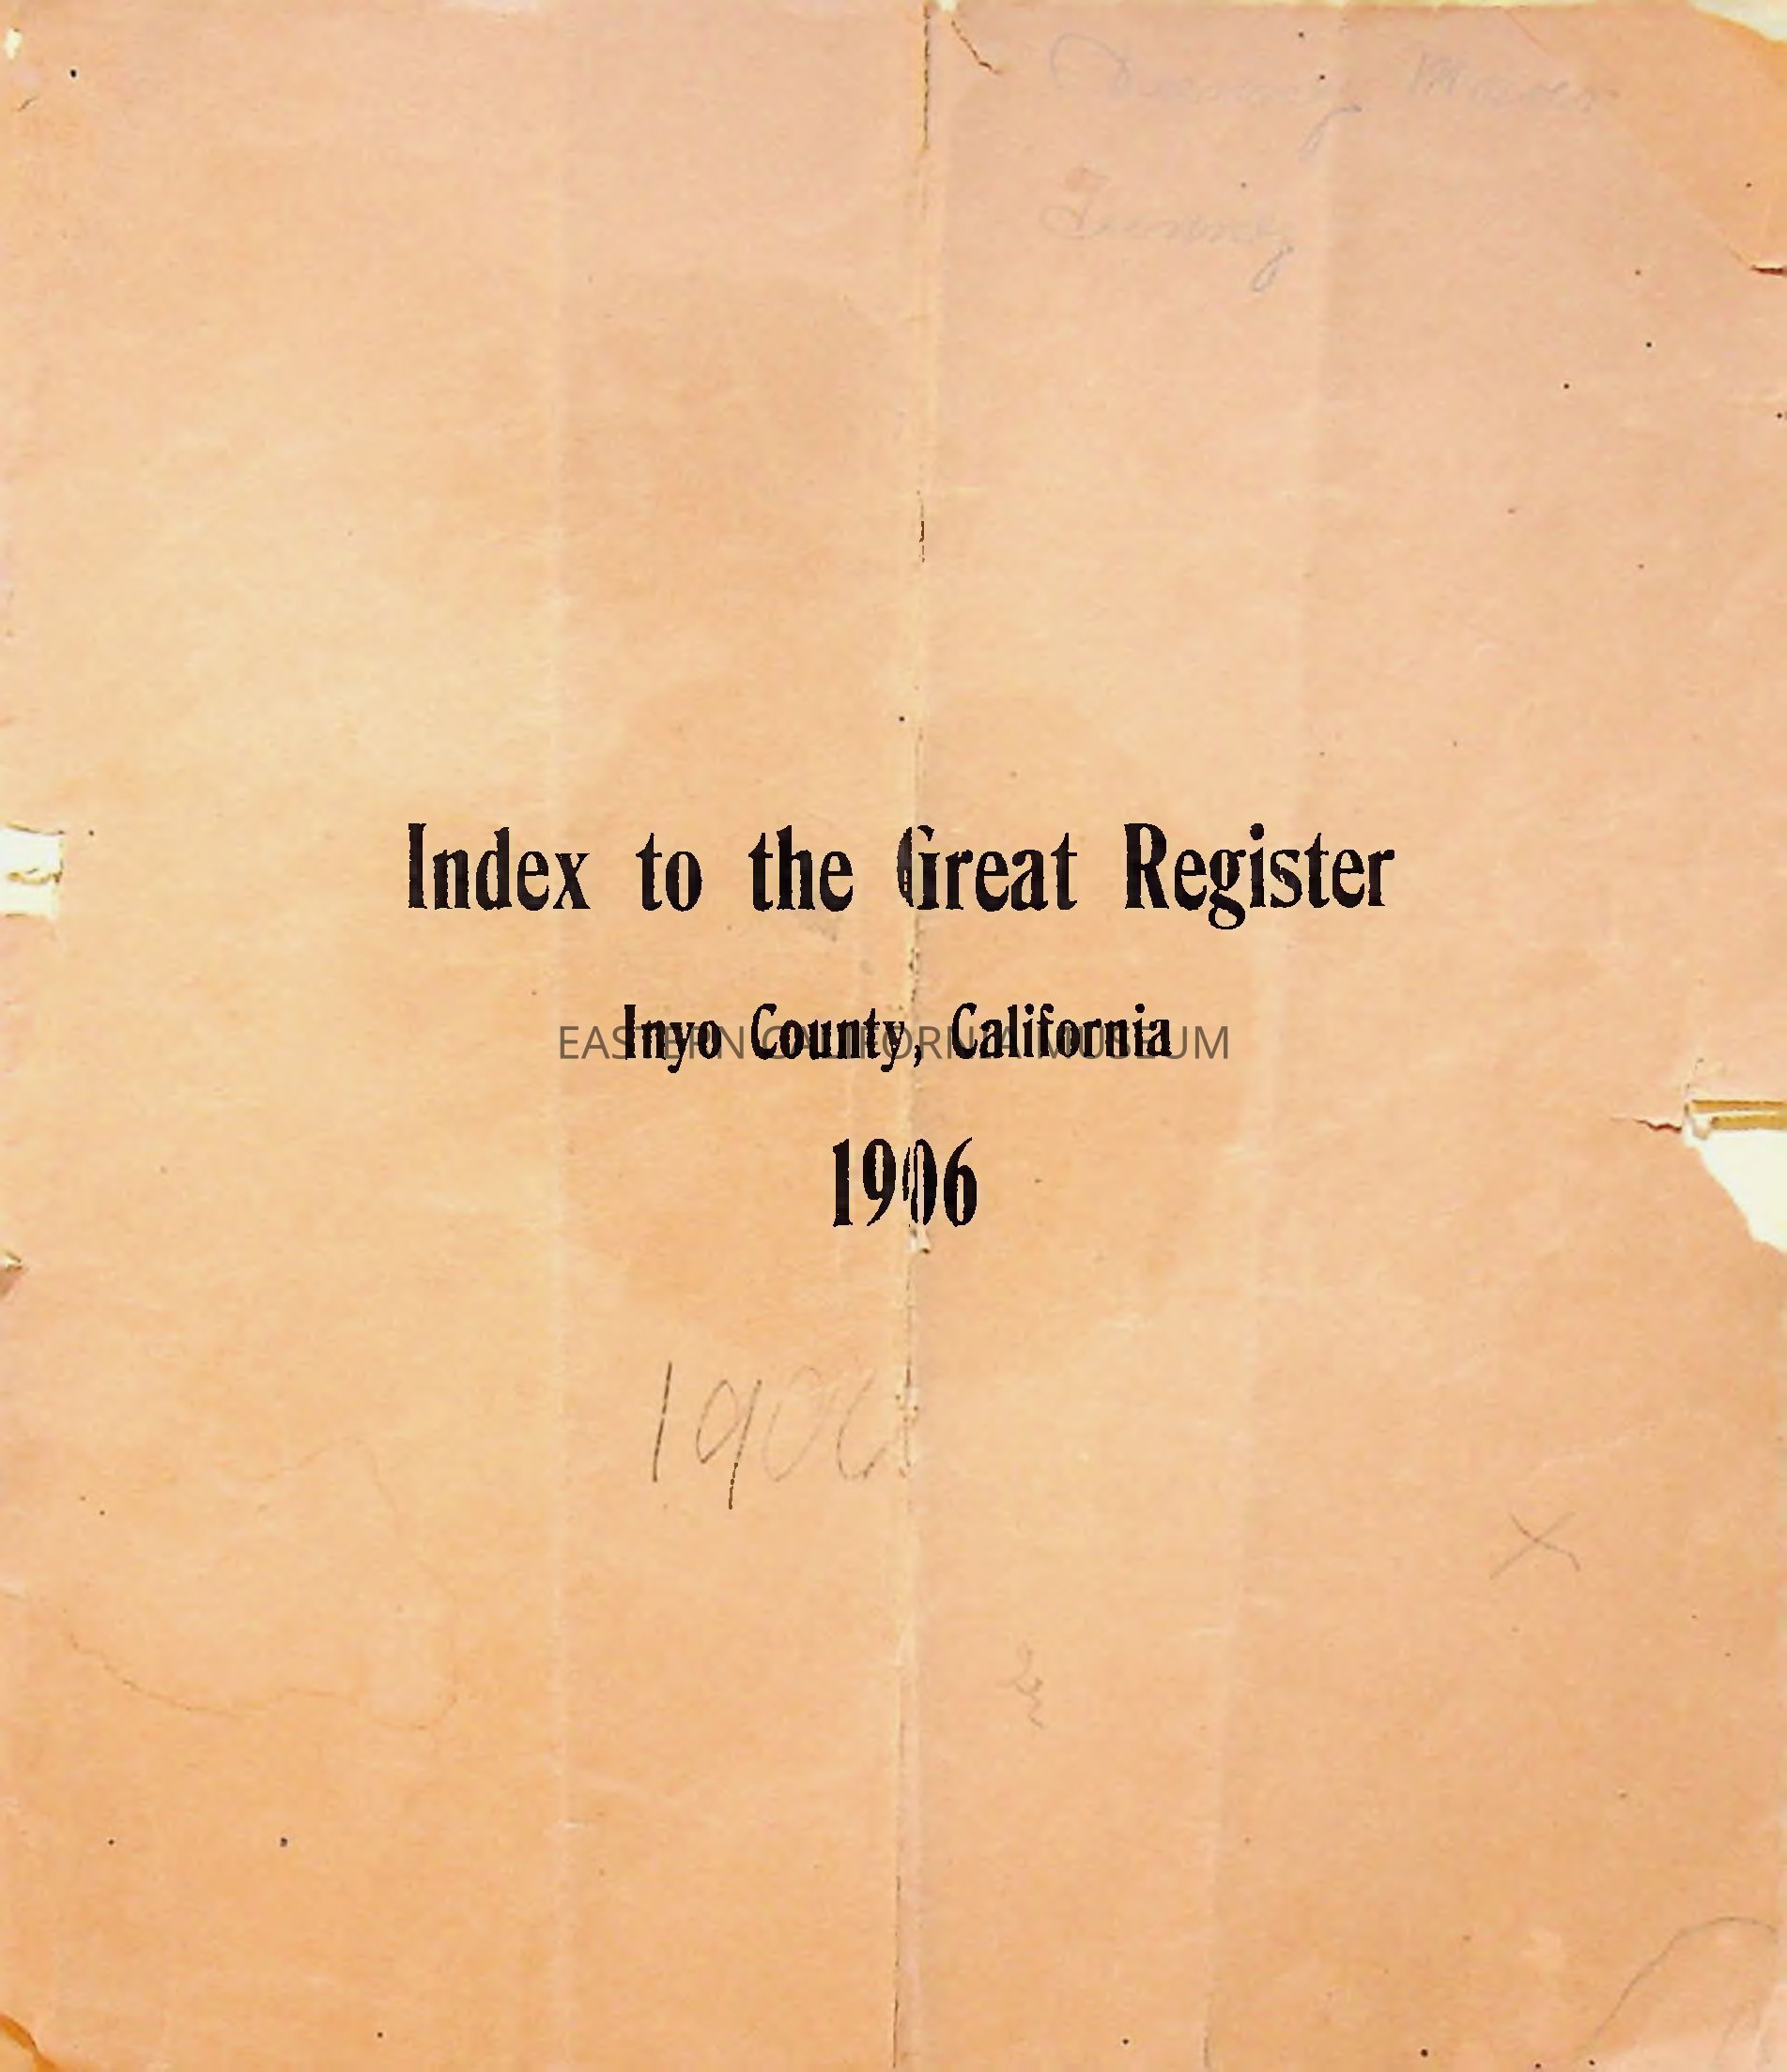 Index to the Great Register
Inyo County, California
EASTERN CALIFORNIA MUSEUM
1906
1906
X